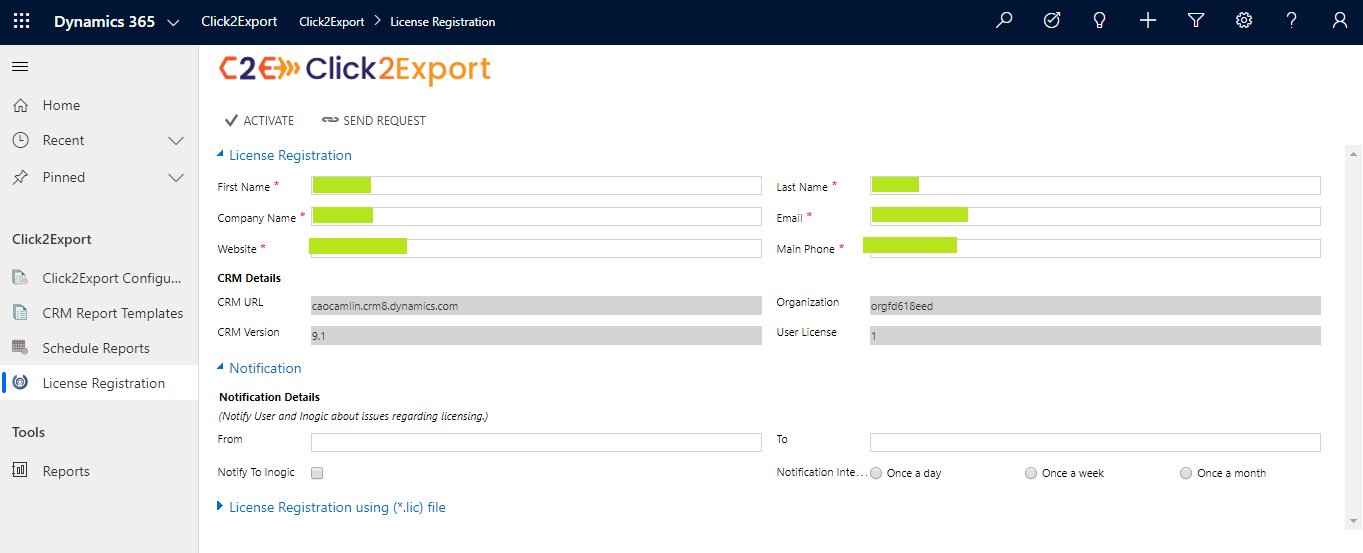 Dynamics 365 Click2Export Click2Export > License Registration
C2E Click2Export
Home
Recent
Pinned
Click2Export
Click2Export Configu...
CRM Report Templates
Schedule Reports
License Registration
Tools
Reports
ACTIVATE SEND REQUEST
License Registration
First Name * Last Name *
Company Name * Email *
Website * Main Phone *
CRM Details
CRM URL caocamlin.crm8.dynamics.com Organization orgfd618eed
CRM Version 9.1 User License 1
Notification
Notification Details
(Notify User and Inogic about issues regarding licensing.)
From To
Notify To Inogic Notification Inte... Once a day Once a week Once a month
License Registration using (*.lic) file